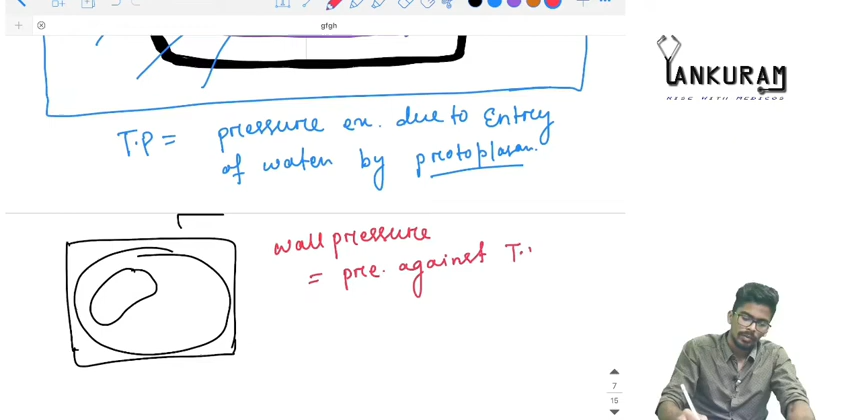 gfgh
ANKURAM
RISE WITH MEDICOS
T.P = pressure ex. due to Entry
of water by protoplasm.
wall pressure
= pre. against T.
7
15